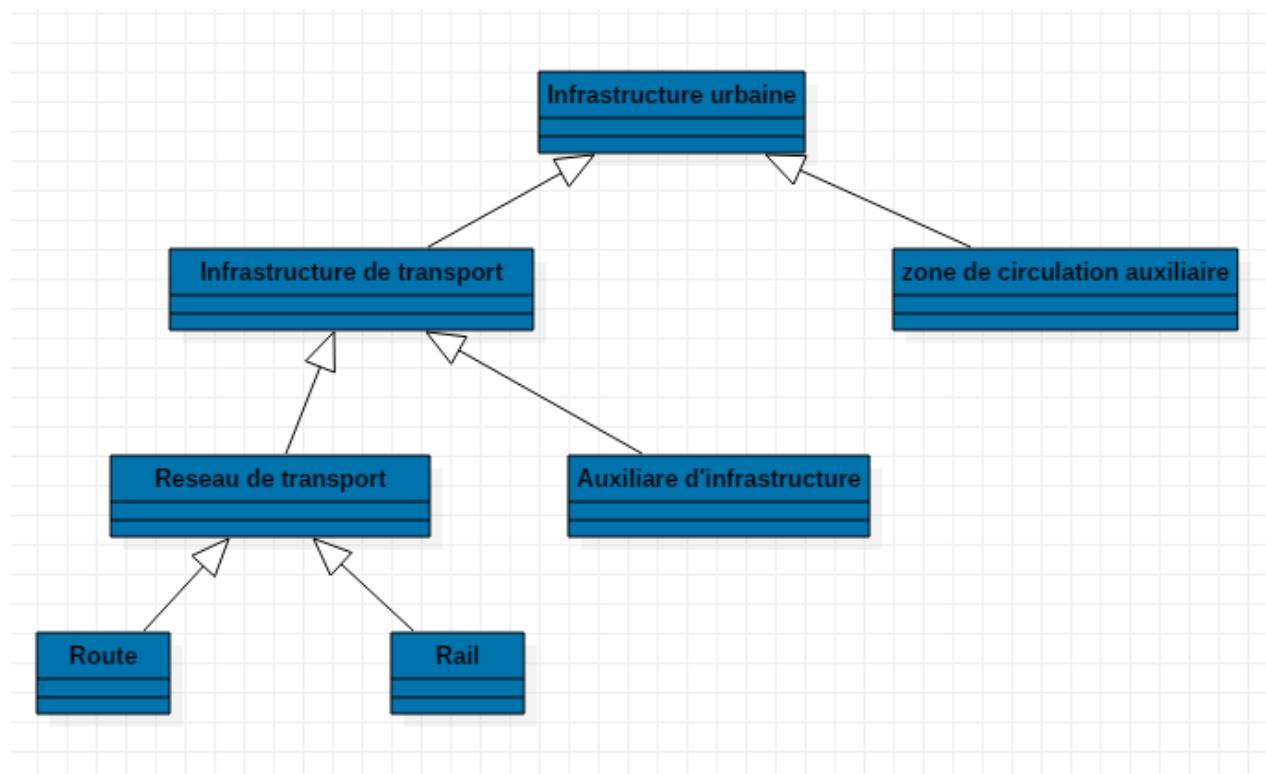 Infrastructure urbaine
Infrastructure de transport
zone de circulation auxiliaire
Reseau de transport
Auxiliare d'infrastructure
Route
Rail